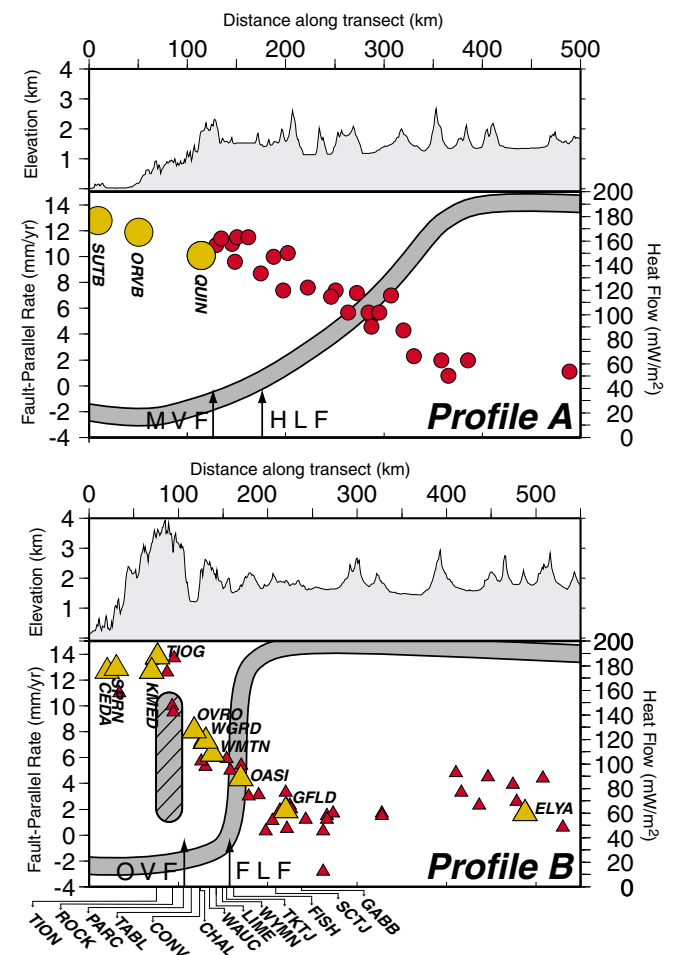 Distance along transect (km)
0 100 200 300 400 500
4
3
2
1
Elevation (km)
14
12
10
8
6
4
2
0
-2
-4
Fault-Parallel Rate (mm/yr)
200
180
160
140
120
100
80
60
40
20
0
Heat Flow (mW/m²)
SUTB
ORVB
QUIN
MVF
HLF
Profile A
Distance along transect (km)
0 100 200 300 400 500
4
3
2
1
Elevation (km)
14
12
10
8
6
4
2
0
-2
-4
Fault-Parallel Rate (mm/yr)
200
180
160
140
120
100
80
60
40
20
0
Heat Flow (mW/m²)
TIOG
CEDA
KMED
OVRO
WGRD
WMTN
OASI
GFLD
ELYA
OVF
FLF
Profile B
TION
ROCK
PARC
TABL
CONV
CHAL
WAUC
LIME
WYMN
TKTJ
FISH
SCTJ
GABB